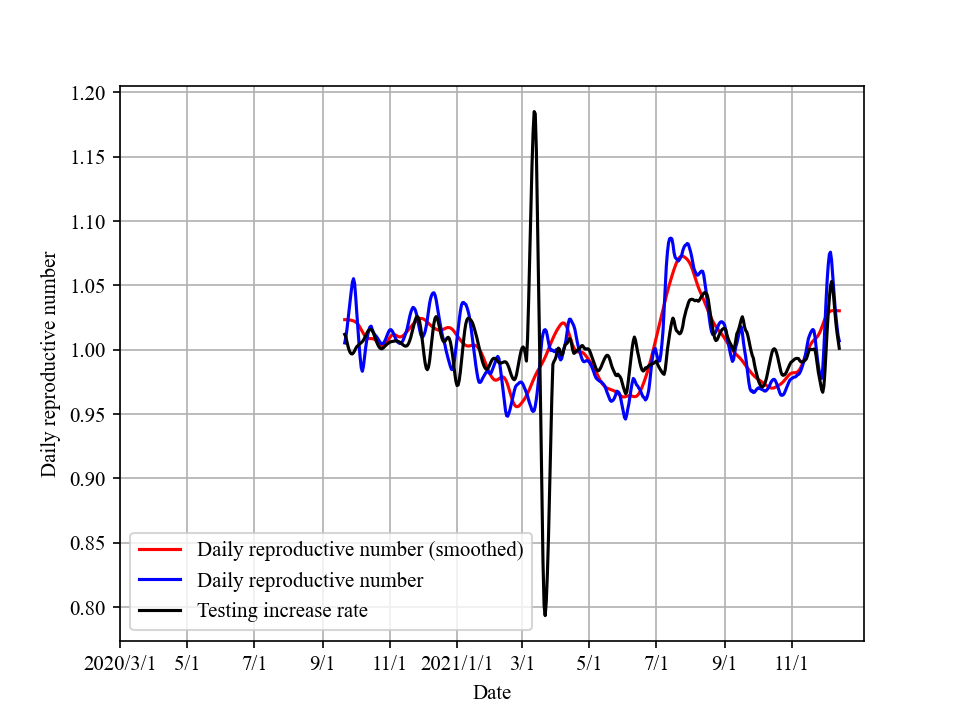 1.20
1.15
1.10
1.05
1.00
0.95
0.90
0.85
0.80
Daily reproductive number
Daily reproductive number (smoothed)
Daily reproductive number
Testing increase rate
2020/3/1 5/1 7/1 9/1 11/1 2021/1/1 3/1 5/1 7/1 9/1 11/1
Date